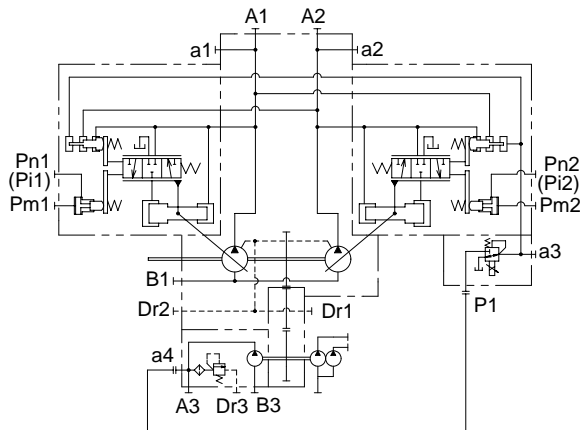 A1 A2
a1 a2
Pn1
(Pi1)
Pm1
Pn2
(Pi2)
Pm2
a3
B1
P1
Dr2 Dr1
a4
A3 Dr3 B3